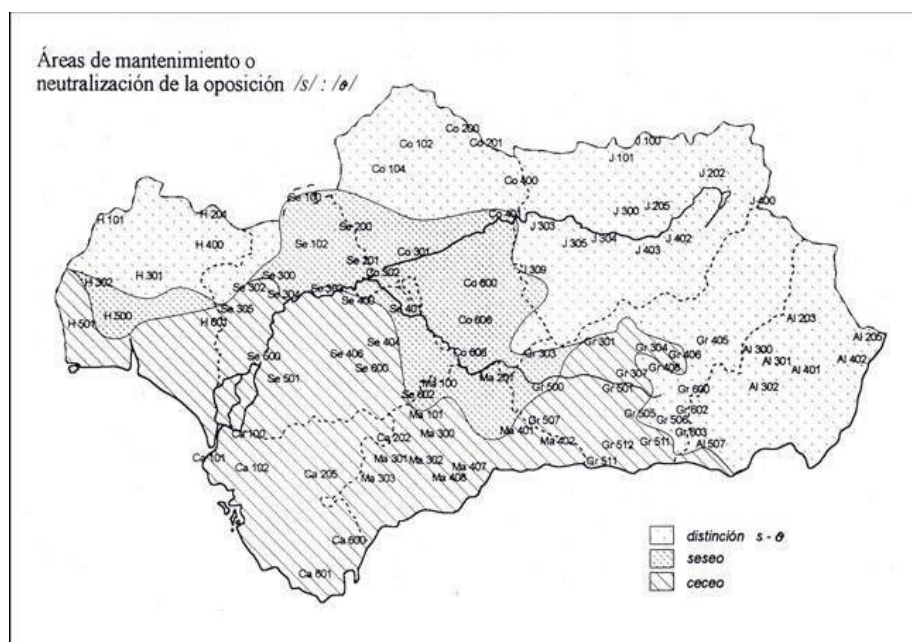 Áreas de mantenimiento o
neutralización de la oposición /s/ : /θ/
Co 200
Co 102
Co 201
J 100
J 101
Co 104
J 202
Co 400
Se 100
J 400
H 101
H 204
J 205
J 300
Se 200
J 303
H 400
J 304
J 402
Se 102
J 305
J 403
Co 301
Se 201
Co 302
J 309
H 301
Se 300
H 302
Co 600
Se 302
Se 304
Se 400
Se 305
Se 401
H 500
Al 203
H 501
H 601
Co 606
Al 205
Se 404
Gr 301
Gr 405
Gr 304
Se 406
Co 608
Gr 303
Gr 406
Al 300
Al 402
Se 500
Se 600
Gr 408
Al 301
Al 401
Gr 307
Se 501
Ma 100
Ma 201
Gr 500
Gr 501
Gr 600
Al 302
Se 602
Ma 101
Gr 505
Gr 602
Gr 507
Gr 506
Ca 100
Ca 202
Ma 300
Ma 401
Ma 402
Gr 512
Gr 511
Gr 603
Al 507
Ca 101
Ca 102
Ma 301
Ma 302
Ma 407
Gr 511
Ca 205
Ma 303
Ma 408
Ca 600
Ca 601
distinción s - θ
seseo
ceceo